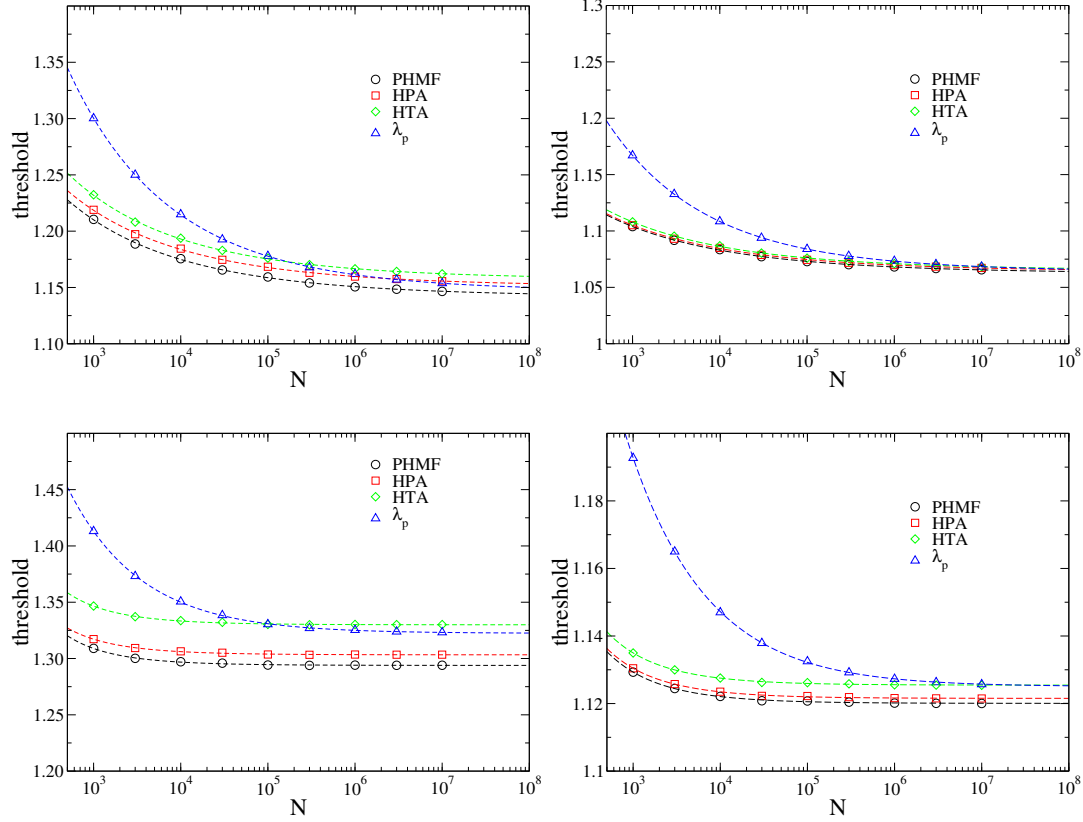 1.35
1.30
1.25
1.20
1.15
1.10
threshold
PHMF
HPA
HTA
λp
10³ 10⁴ 10⁵ 10⁶ 10⁷ 10⁸
N
1.3
1.25
1.2
1.15
1.1
1.05
1
threshold
PHMF
HPA
HTA
λp
10³ 10⁴ 10⁵ 10⁶ 10⁷ 10⁸
N
1.45
1.40
1.35
1.30
1.25
1.20
threshold
PHMF
HPA
HTA
λp
10³ 10⁴ 10⁵ 10⁶ 10⁷ 10⁸
N
1.18
1.16
1.14
1.12
1.1
threshold
PHMF
HPA
HTA
λp
10³ 10⁴ 10⁵ 10⁶ 10⁷ 10⁸
N